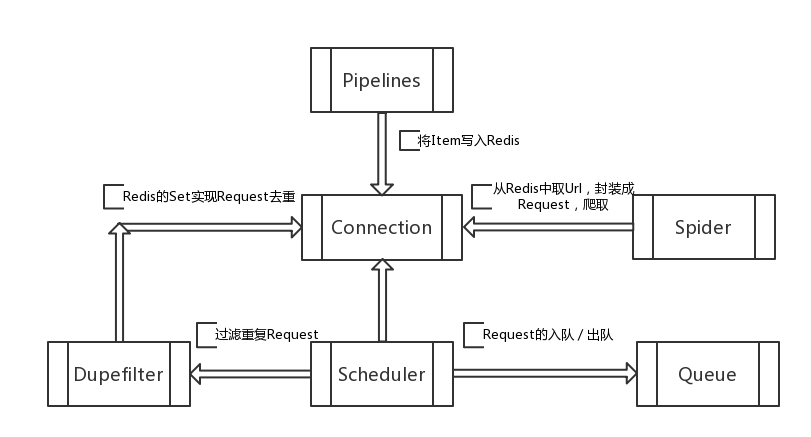 Pipelines
将Item写入Redis
Redis的Set实现Request去重
从Redis中取Url，封装成
Request，爬取
Connection
Spider
过滤重复Request
Request的入队 / 出队
Dupefilter
Scheduler
Queue